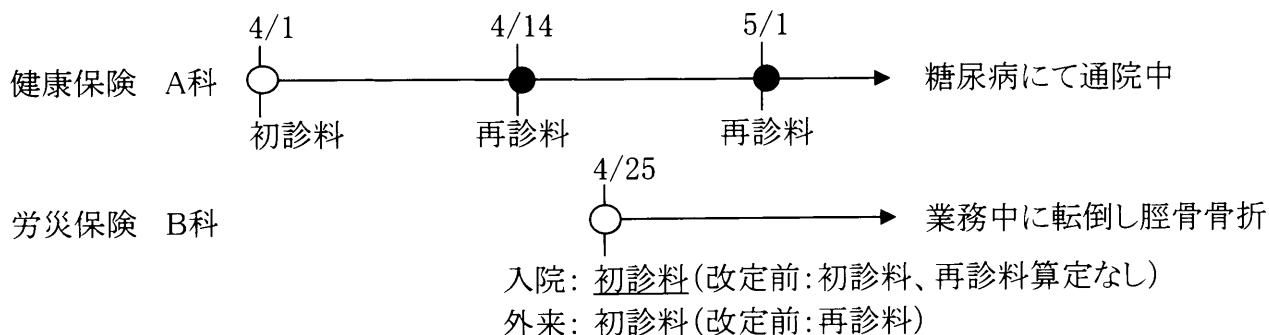 4/1 4/14 5/1
健康保険 A科 糖尿病にて通院中
初診料 再診料 再診料
4/25
労災保険 B科 業務中に転倒し脛骨骨折
入院: 初診料(改定前:初診料、再診料算定なし)
外来: 初診料(改定前:再診料)